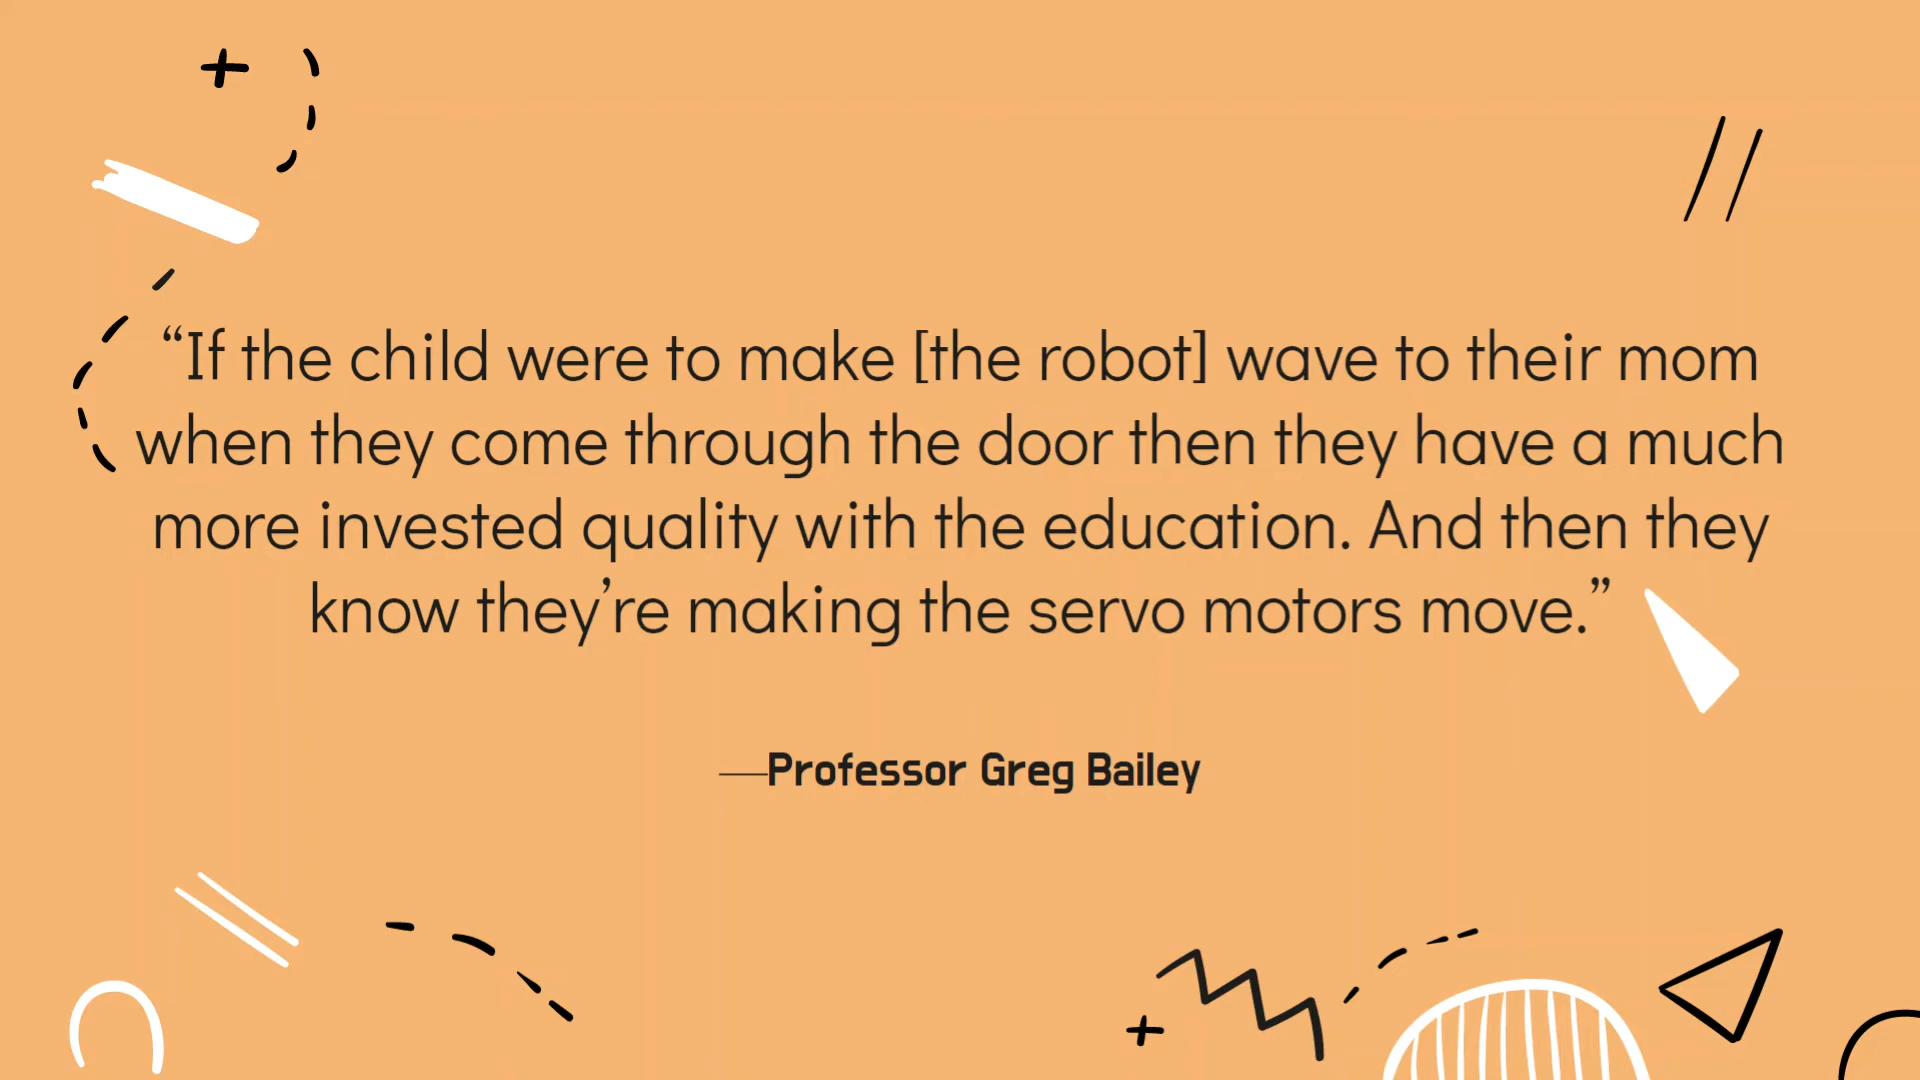 “If the child were to make [the robot] wave to their mom
when they come through the door then they have a much
more invested quality with the education. And then they
know they’re making the servo motors move.”
—Professor Greg Bailey